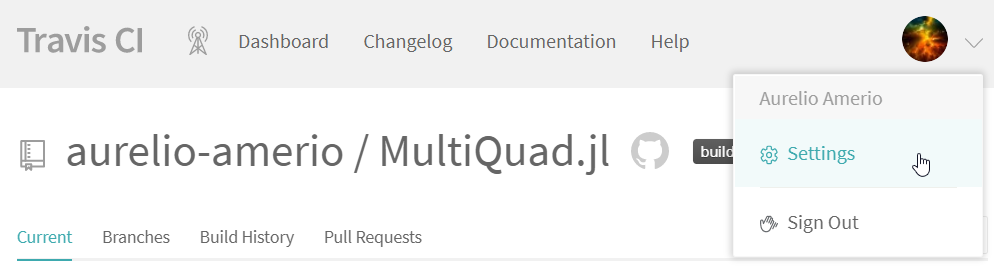 Travis CI Dashboard Changelog Documentation Help
Aurelio Amerio
aurelio-amerio / MultiQuad.jl build
Settings
Sign Out
Current Branches Build History Pull Requests